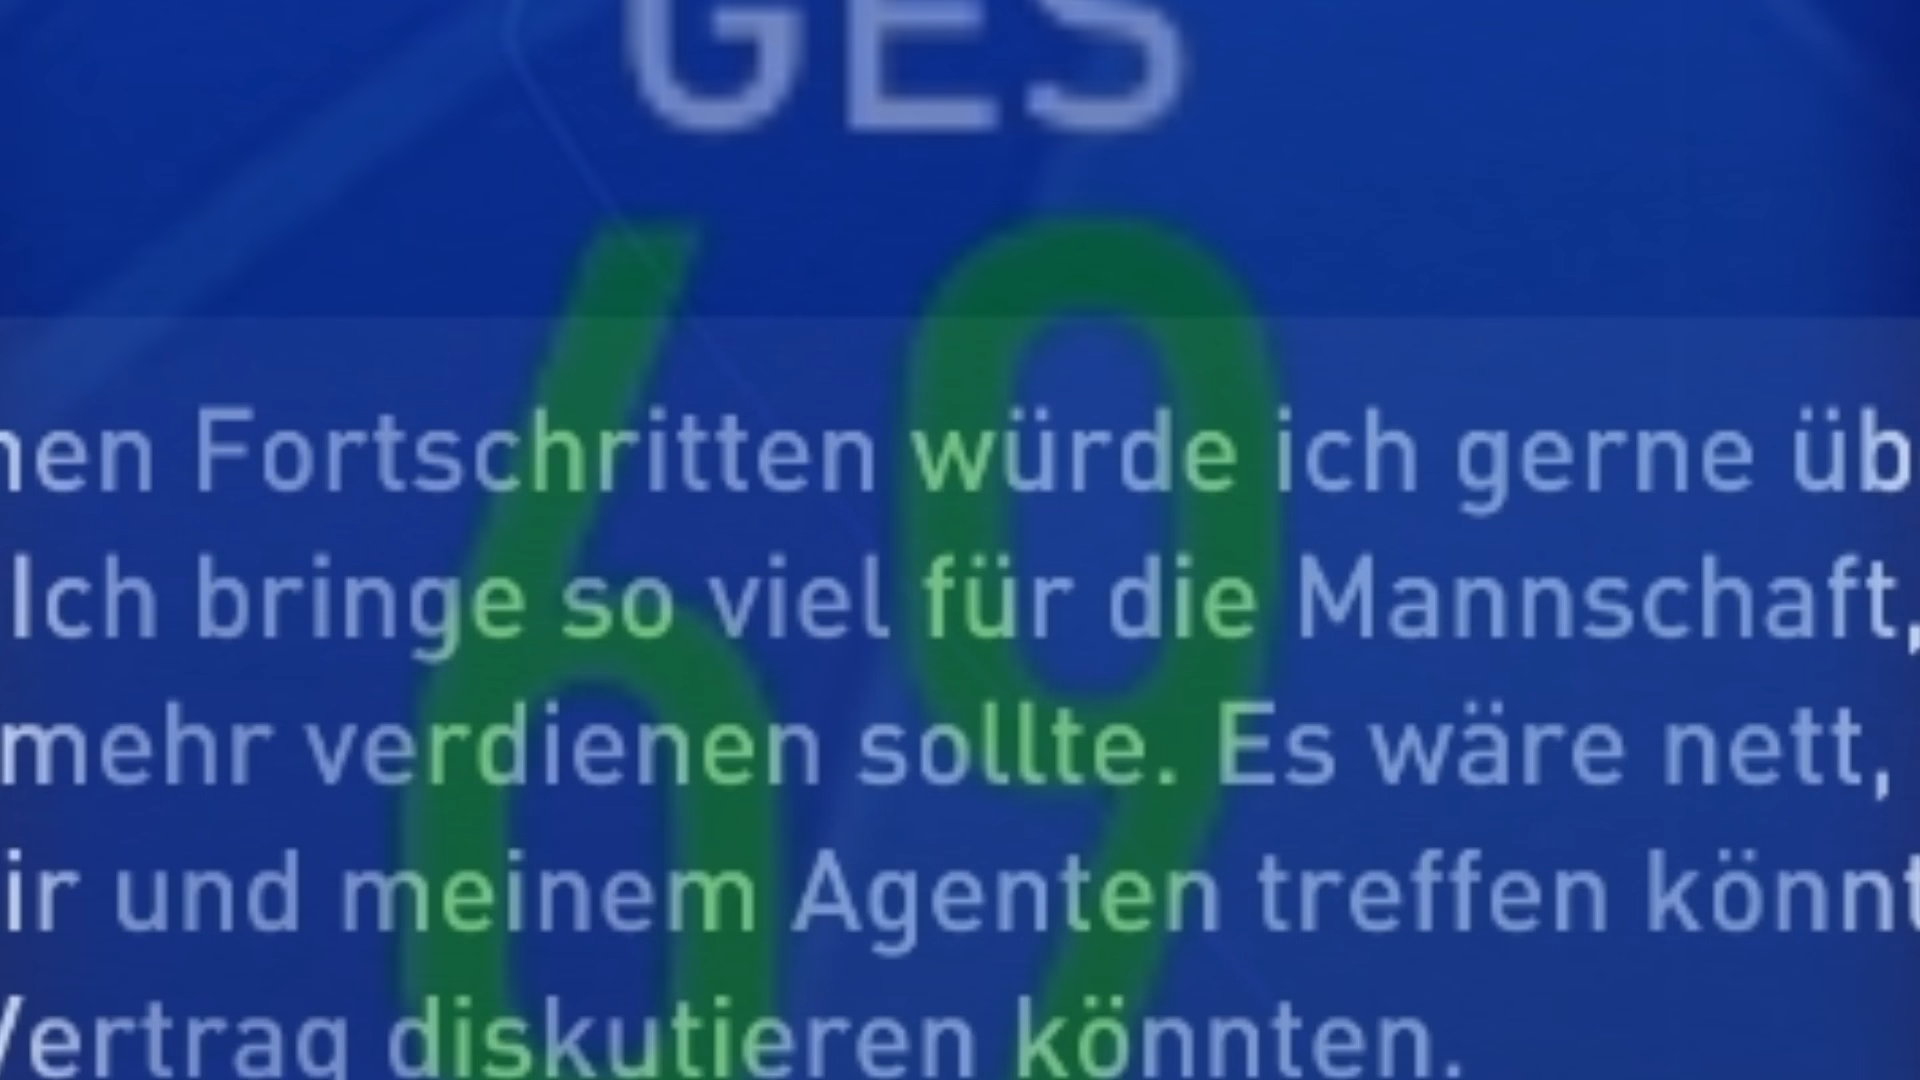 GES
69
nen Fortschritten würde ich gerne üb
Ich bringe so viel für die Mannschaft,
mehr verdienen sollte. Es wäre nett,
ir und meinem Agenten treffen könnt
Vertrag diskutieren könnten.